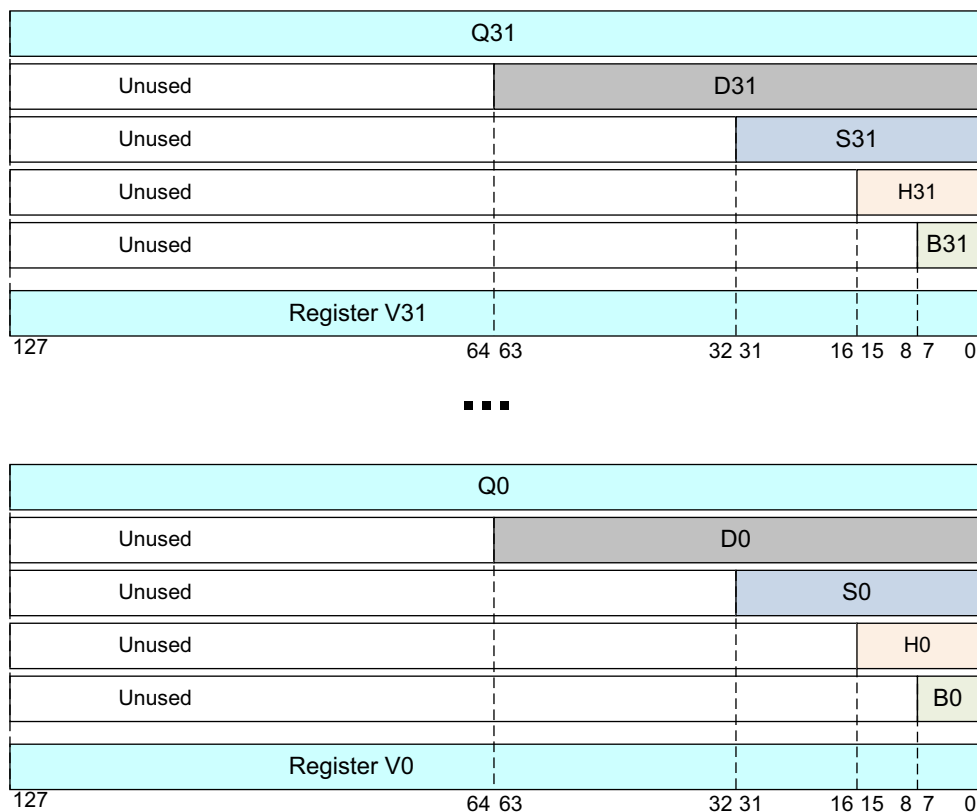 Q31
Unused D31
Unused S31
Unused H31
Unused B31
Register V31
127 64 63 32 31 16 15 8 7 0
...
Q0
Unused D0
Unused S0
Unused H0
Unused B0
Register V0
127 64 63 32 31 16 15 8 7 0